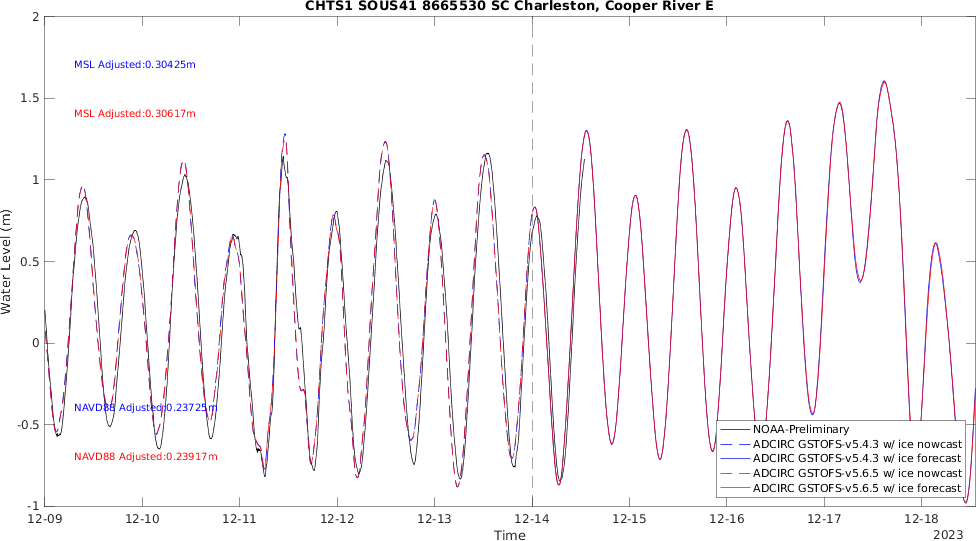 CHTS1 SOUS41 8665530 SC Charleston, Cooper River E
2
1.5
1
0.5
0
-0.5
-1
Water Level (m)
MSL Adjusted:0.30425m
MSL Adjusted:0.30617m
NAVD88 Adjusted:0.23725m
NAVD88 Adjusted:0.23917m
NOAA-Preliminary
ADCIRC GSTOFS-v5.4.3 w/ ice nowcast
ADCIRC GSTOFS-v5.4.3 w/ ice forecast
ADCIRC GSTOFS-v5.6.5 w/ ice nowcast
ADCIRC GSTOFS-v5.6.5 w/ ice forecast
12-09 12-10 12-11 12-12 12-13 12-14 12-15 12-16 12-17 12-18
Time
2023